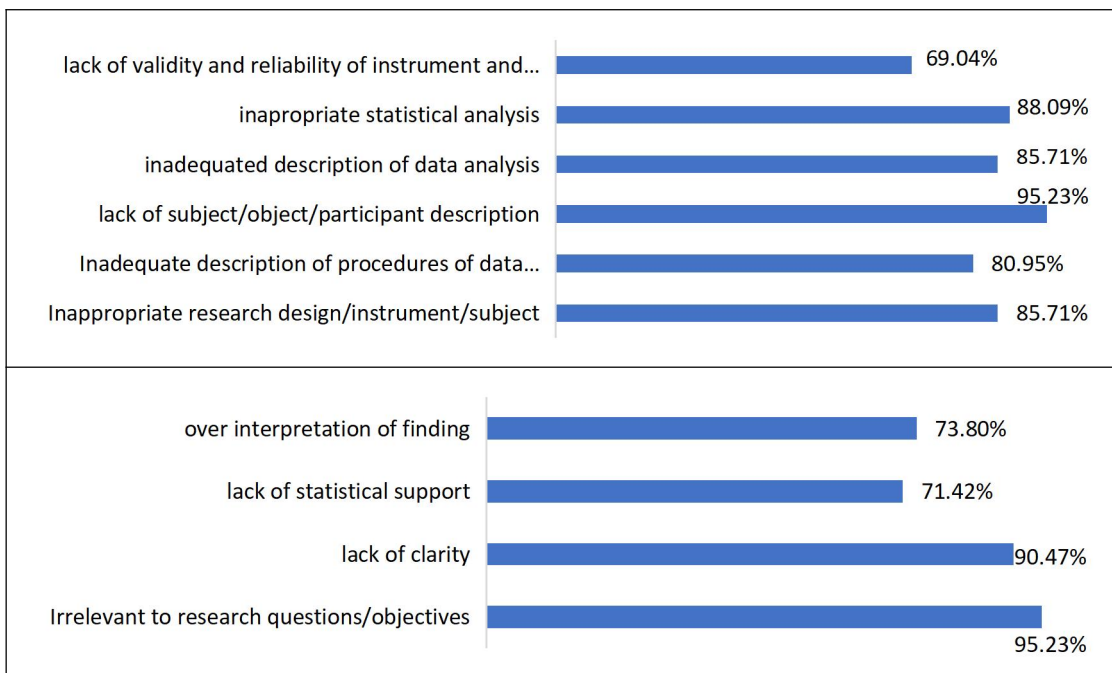 lack of validity and reliability of instrument and... 69.04%
inapropriate statistical analysis 88.09%
inadequated description of data analysis 85.71%
lack of subject/object/participant description 95.23%
Inadequate description of procedures of data... 80.95%
Inappropriate research design/instrument/subject 85.71%
over interpretation of finding 73.80%
lack of statistical support 71.42%
lack of clarity 90.47%
Irrelevant to research questions/objectives 95.23%